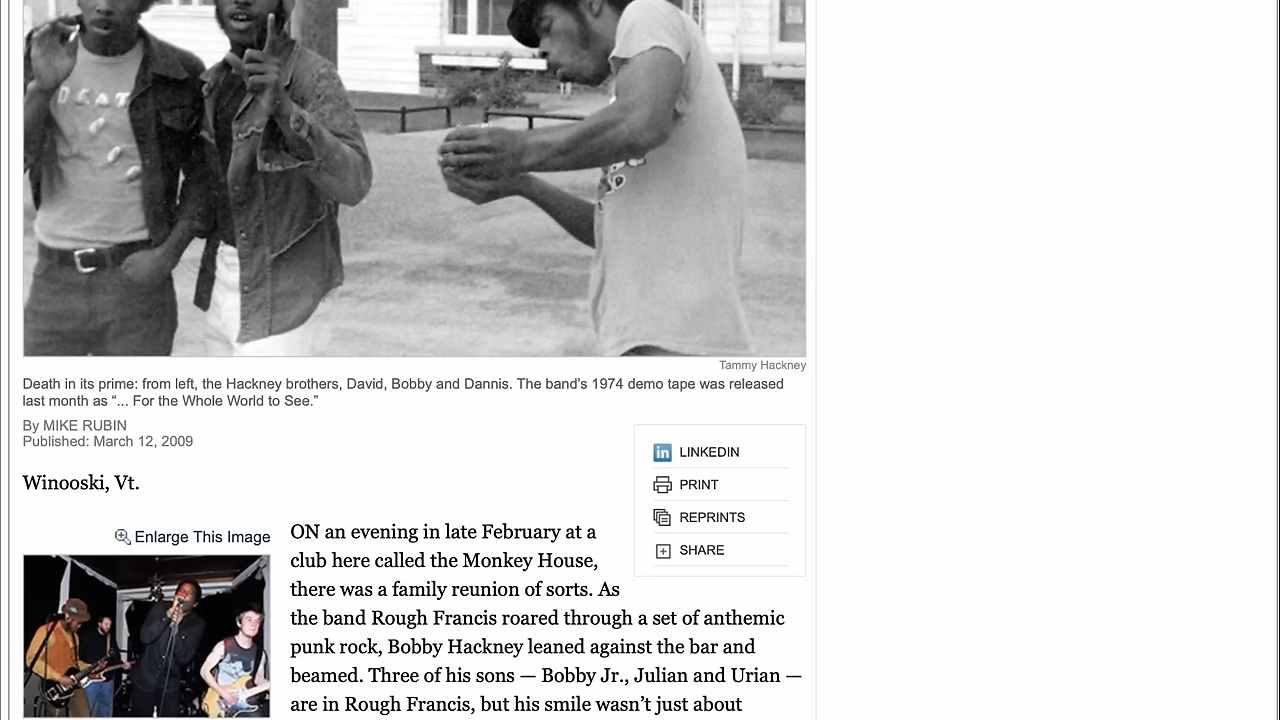 DEAT
Tammy Hackney
Death in its prime: from left, the Hackney brothers, David, Bobby and Dannis. The band’s 1974 demo tape was released
last month as “... For the Whole World to See.”
By MIKE RUBIN
Published: March 12, 2009
LINKEDIN
PRINT
REPRINTS
SHARE
Winooski, Vt.
Enlarge This Image
ON an evening in late February at a
club here called the Monkey House,
there was a family reunion of sorts. As
the band Rough Francis roared through a set of anthemic
punk rock, Bobby Hackney leaned against the bar and
beamed. Three of his sons — Bobby Jr., Julian and Urian —
are in Rough Francis, but his smile wasn’t just about